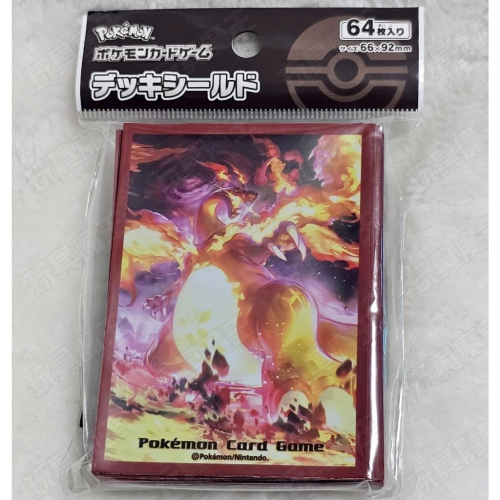 Pokémon
ポケモンカードゲーム
デッキシールド
64枚入り
サイズ 66×92mm
Pokémon Card Game
©Pokémon/Nintendo.